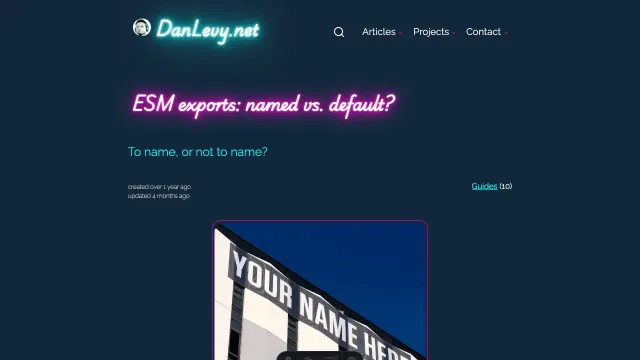 DanLevy.net
Articles
Projects
Contact
ESM exports: named vs. default?
To name, or not to name?
created over 1 year ago
updated 4 months ago
Guides (10)
YOUR NAME HERE